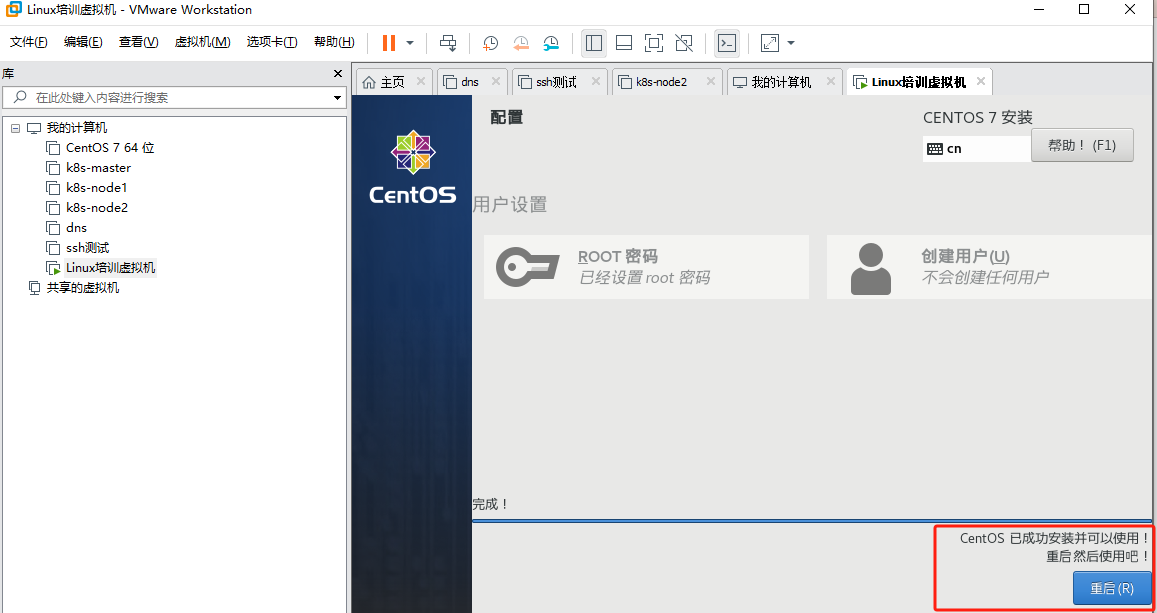 Linux培训虚拟机 - VMware Workstation
文件(F) 编辑(E) 查看(V) 虚拟机(M) 选项卡(T) 帮助(H)
库
在此处键入内容进行搜索
我的计算机
CentOS 7 64 位
k8s-master
k8s-node1
k8s-node2
dns
ssh测试
Linux培训虚拟机
共享的虚拟机
主页 dns ssh测试 k8s-node2 我的计算机 Linux培训虚拟机
CentOS
配置
CENTOS 7 安装
cn
帮助！(F1)
用户设置
ROOT 密码
已经设置 root 密码
创建用户(U)
不会创建任何用户
完成！
CentOS 已成功安装并可以使用！
重启然后使用吧！
重启(R)